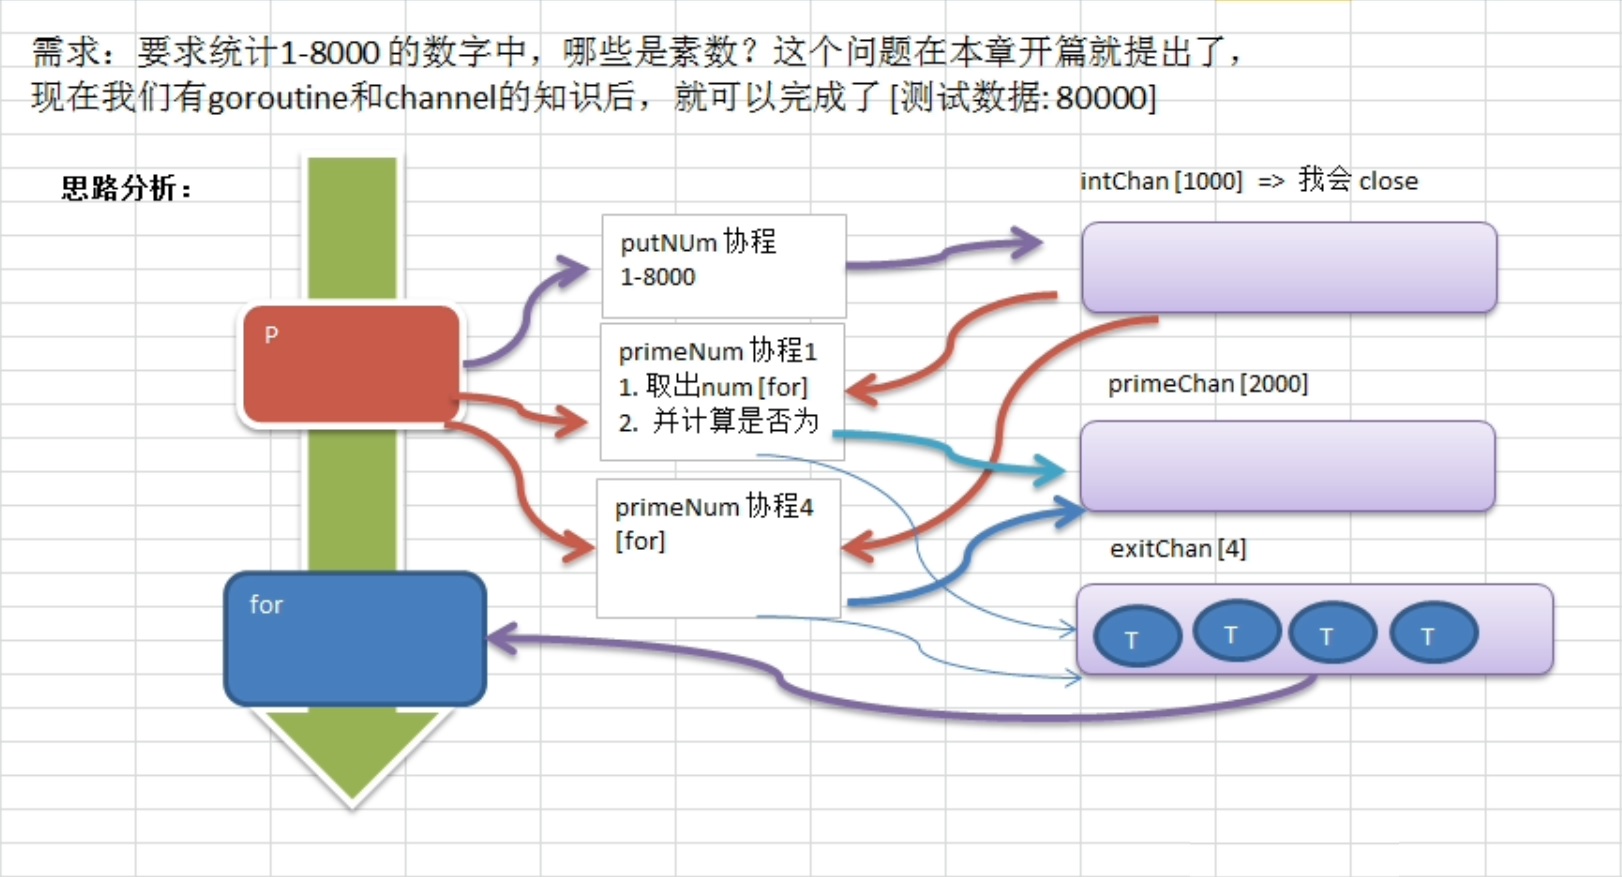 需求：要求统计1-8000 的数字中，哪些是素数？这个问题在本章开篇就提出了，
现在我们有goroutine和channel的知识后，就可以完成了 [测试数据: 80000]
思路分析：
intChan [1000] => 我会 close
putNUm 协程
1-8000
P
primeNum 协程1
1. 取出num [for]
2. 并计算是否为
primeChan [2000]
primeNum 协程4
[for]
exitChan [4]
for
T
T
T
T